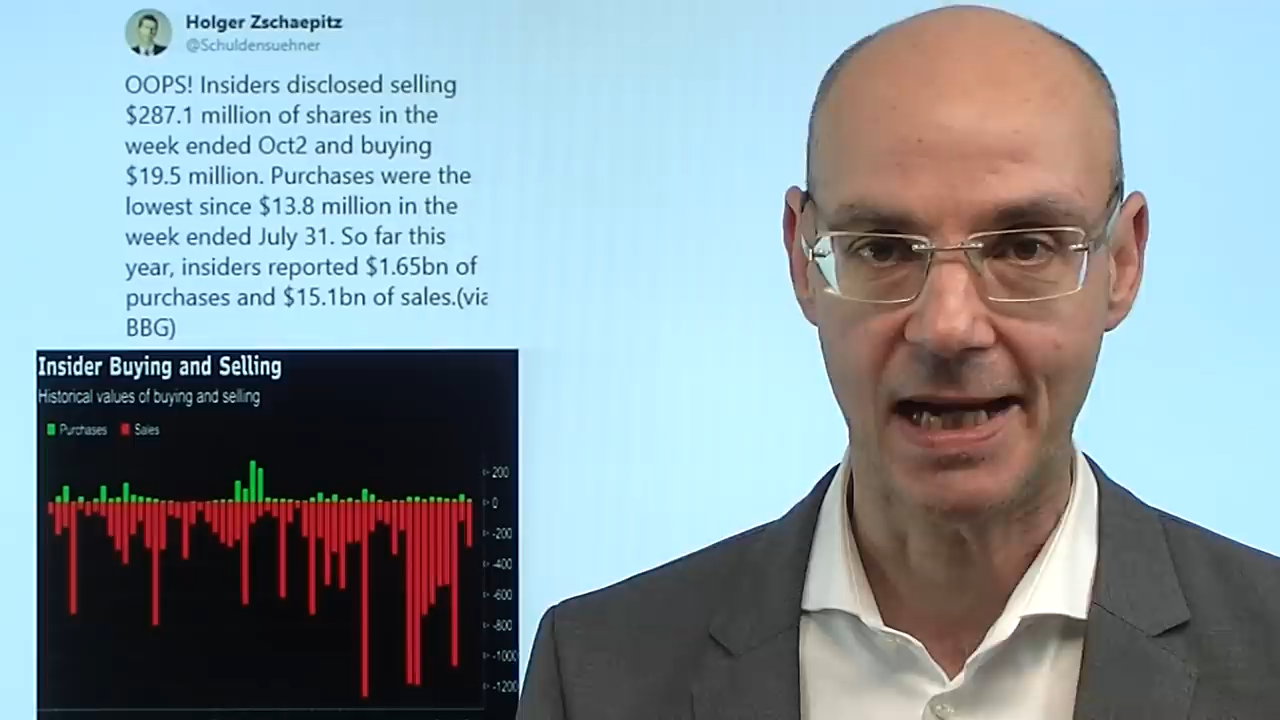 Holger Zschaepitz
@Schuldensuehner
OOPS! Insiders disclosed selling
$287.1 million of shares in the
week ended Oct2 and buying
$19.5 million. Purchases were the
lowest since $13.8 million in the
week ended July 31. So far this
year, insiders reported $1.65bn of
purchases and $15.1bn of sales.(via
BBG)
Insider Buying and Selling
Historical values of buying and selling
Purchases Sales
200
0
-200
-400
-600
-800
-1000
-1200